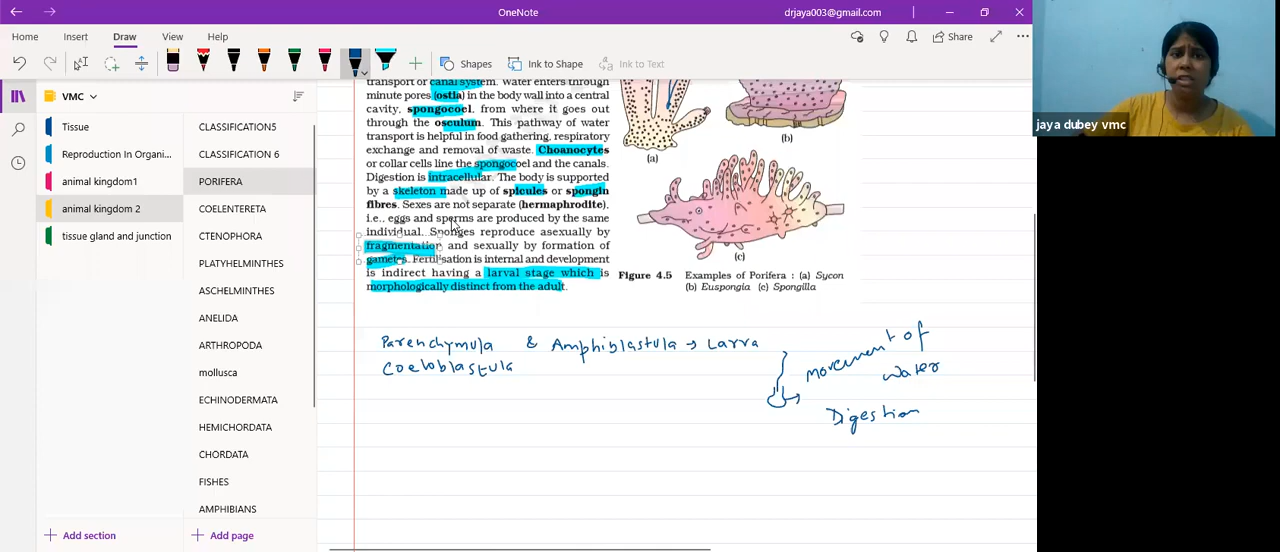 OneNote
drjaya003@gmail.com
Home
Insert
Draw
View
Help
Share
Shapes
Ink to Shape
Ink to Text
VMC
Tissue
Reproduction In Organi...
animal kingdom1
animal kingdom 2
tissue gland and junction
Add section
CLASSIFICATION5
CLASSIFICATION 6
PORIFERA
COELENTERETA
CTENOPHORA
PLATYHELMINTHES
ASCHELMINTHES
ANELIDA
ARTHROPODA
mollusca
ECHINODERMATA
HEMICHORDATA
CHORDATA
FISHES
AMPHIBIANS
Add page
transport or canal system. Water enters through
minute pores (ostia) in the body wall into a central
cavity, spongocoel, from where it goes out
through the osculum. This pathway of water
transport is helpful in food gathering, respiratory
exchange and removal of waste. Choanocytes
or collar cells line the spongocoel and the canals.
Digestion is intracellular. The body is supported
by a skeleton made up of spicules or spongin
fibres. Sexes are not separate (hermaphrodite),
i.e., eggs and sperms are produced by the same
individual. Sponges reproduce asexually by
fragmentation and sexually by formation of
gametes. Fertilisation is internal and development
is indirect having a larval stage which is
morphologically distinct from the adult.
(a)
(b)
(c)
Figure 4.5 Examples of Porifera : (a) Sycon
(b) Euspongia (c) Spongilla
Parenchymula & Amphiblastula → Larva
Coeloblastula
Movement of
water
Digestion
jaya dubey vmc